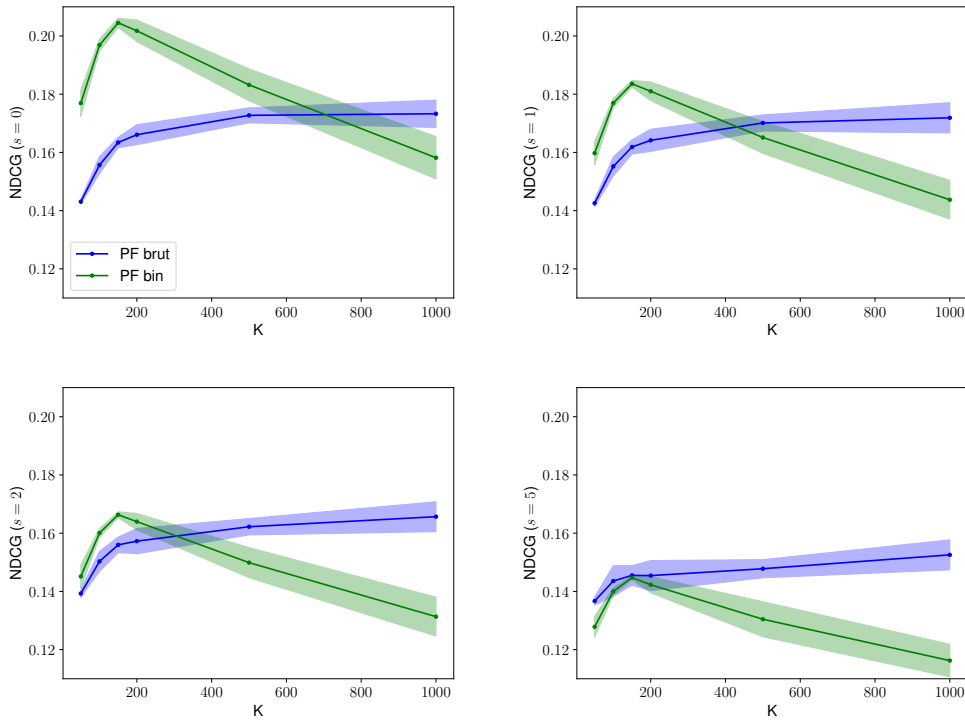 0.20
0.18
0.16
0.14
0.12
NDCG (s = 0)
PF brut
PF bin
200 400 600 800 1000
K
0.20
0.18
0.16
0.14
0.12
NDCG (s = 1)
200 400 600 800 1000
K
0.20
0.18
0.16
0.14
0.12
NDCG (s = 2)
200 400 600 800 1000
K
0.20
0.18
0.16
0.14
0.12
NDCG (s = 5)
200 400 600 800 1000
K